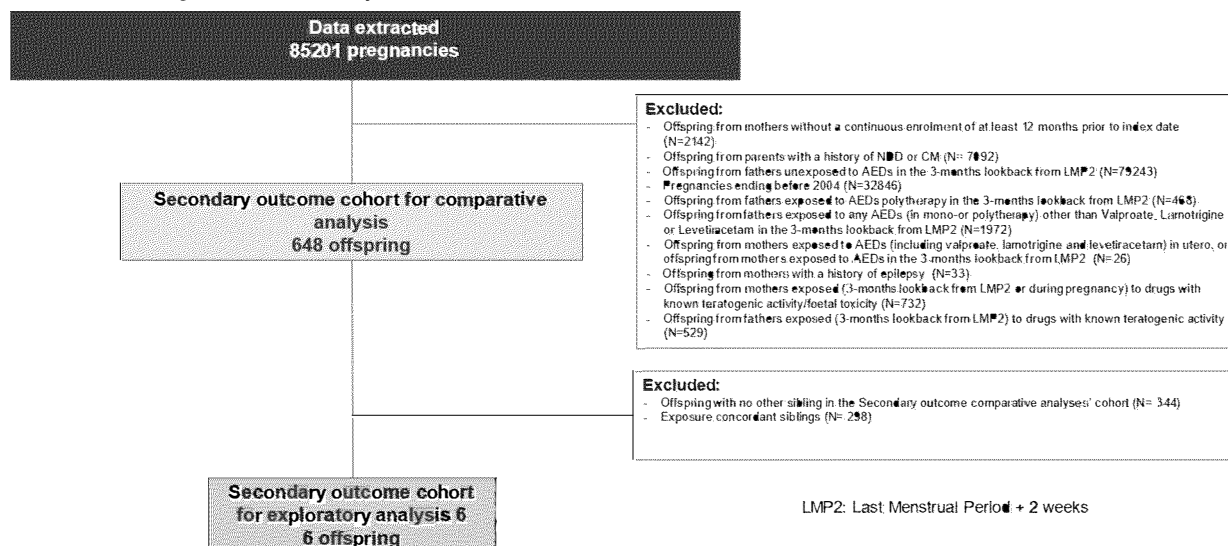 Data extracted
85201 pregnancies
Excluded:
- Offspring from mothers without a continuous enrolment of at least 12 months prior to index date
(N=2142)
- Offspring from parents with a history of NDD or CM (N= 7092)
- Offspring from fathers unexposed to AEDs in the 3-months lookback from LMP2 (N=79243)
- Pregnancies ending before 2004 (N=32846)
- Offspring from fathers exposed to AEDs polytherapy in the 3-months lookback from LMP2 (N=468)
- Offspring from fathers exposed to any AEDs (in mono-or polytherapy) other than Valproate, Lamotrigine
or Levetiracetam in the 3-months lookback from LMP2 (N=1972)
- Offspring from mothers exposed to AEDs (including valproate, lamotrigine and levetiracetam) in utero, or
offspring from mothers exposed to AEDs in the 3-months lookback from LMP2 (N=26)
- Offspring from mothers with a history of epilepsy (N=33)
- Offspring from mothers exposed (3-months lookback from LMP2 or during pregnancy) to drugs with
known teratogenic activity/foetal toxicity (N=732)
- Offspring from fathers exposed (3-months lookback from LMP2) to drugs with known teratogenic activity
(N=529)
Secondary outcome cohort for comparative
analysis
648 offspring
Excluded:
- Offspring with no other sibling in the Secondary outcome comparative analyses' cohort (N= 344)
- Exposure concordant siblings (N= 298)
Secondary outcome cohort
for exploratory analysis 6
6 offspring
LMP2: Last Menstrual Period + 2 weeks